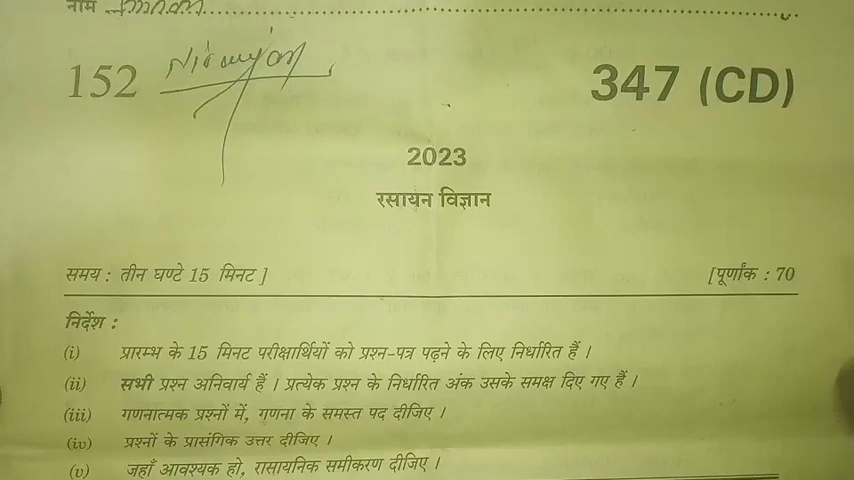 नाम
152
347 (CD)
2023
रसायन विज्ञान
समय : तीन घण्टे 15 मिनट ]
[पूर्णांक : 70
निर्देश :
(i) प्रारम्भ के 15 मिनट परीक्षार्थियों को प्रश्न-पत्र पढ़ने के लिए निर्धारित हैं ।
(ii) सभी प्रश्न अनिवार्य हैं । प्रत्येक प्रश्न के निर्धारित अंक उसके समक्ष दिए गए हैं ।
(iii) गणनात्मक प्रश्नों में, गणना के समस्त पद दीजिए ।
(iv) प्रश्नों के प्रासंगिक उत्तर दीजिए ।
(v) जहाँ आवश्यक हो, रासायनिक समीकरण दीजिए ।